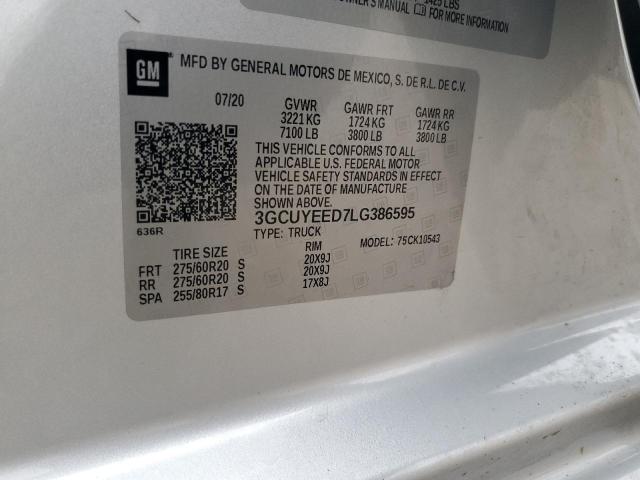 1425 LBS
OWNER'S MANUAL FOR MORE INFORMATION
GM
MFD BY GENERAL MOTORS DE MEXICO, S. DE R.L. DE C.V.
07/20 GVWR GAWR FRT GAWR RR
3221 KG 1724 KG 1724 KG
7100 LB 3800 LB 3800 LB
THIS VEHICLE CONFORMS TO ALL
APPLICABLE U.S. FEDERAL MOTOR
VEHICLE SAFETY STANDARDS IN EFFECT
ON THE DATE OF MANUFACTURE
SHOWN ABOVE.
3GCUYEED7LG386595
636R
TYPE: TRUCK MODEL: 75CK10543
TIRE SIZE RIM
FRT 275/60R20 S 20X9J
RR 275/60R20 S 20X9J
SPA 255/80R17 S 17X8J